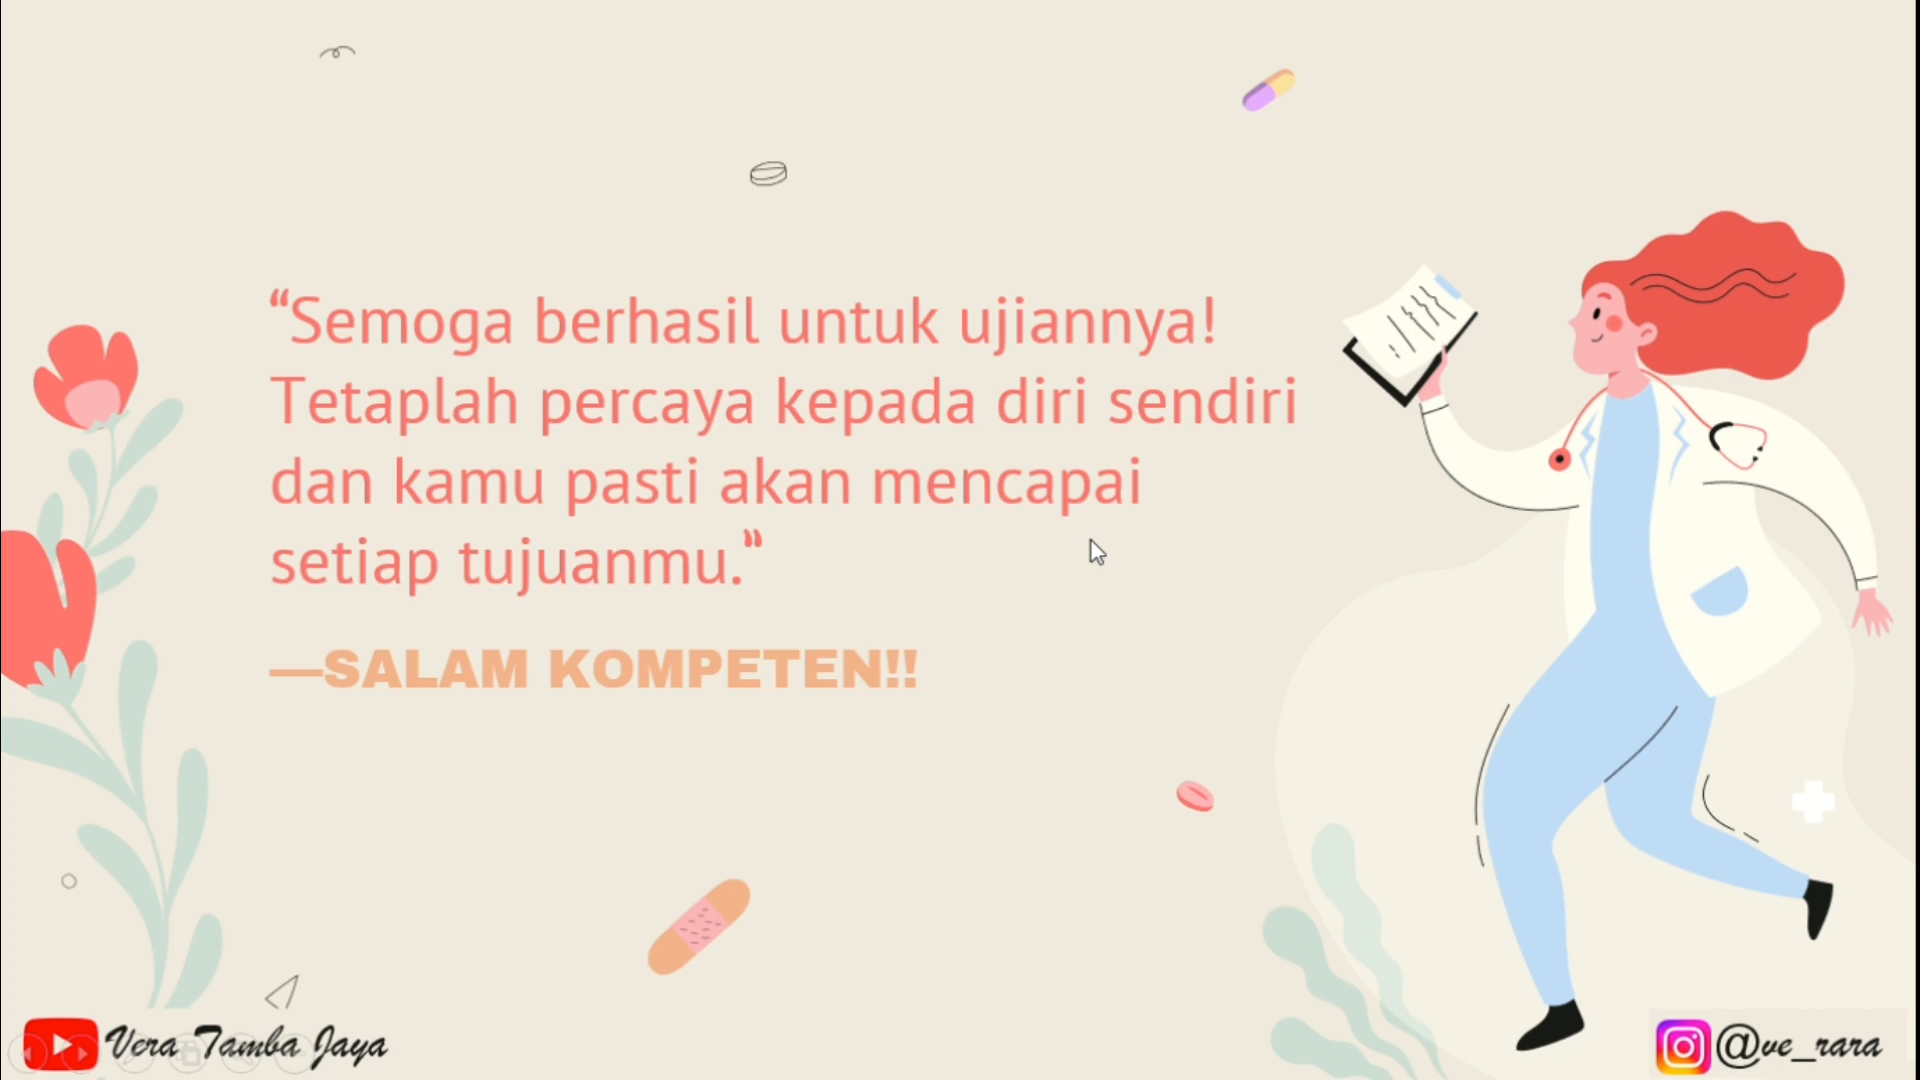 “Semoga berhasil untuk ujiannya!
Tetaplah percaya kepada diri sendiri
dan kamu pasti akan mencapai
setiap tujuanmu.”
—SALAM KOMPETEN!!
Vera Tamba Jaya
@ve_rara